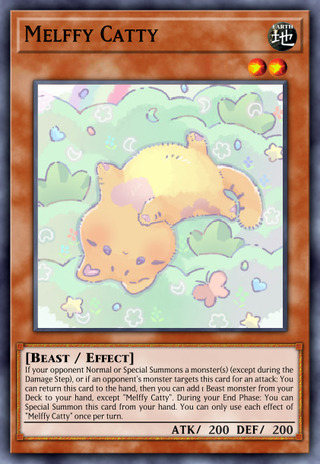 Melffy Catty
EARTH
地
[Beast / Effect]
If your opponent Normal or Special Summons a monster(s) (except during the
Damage Step), or if an opponent's monster targets this card for an attack: You
can return this card to the hand, then you can add 1 Beast monster from your
Deck to your hand, except "Melffy Catty". During your End Phase: You can
Special Summon this card from your hand. You can only use each effect of
"Melffy Catty" once per turn.
ATK/ 200 DEF/ 200